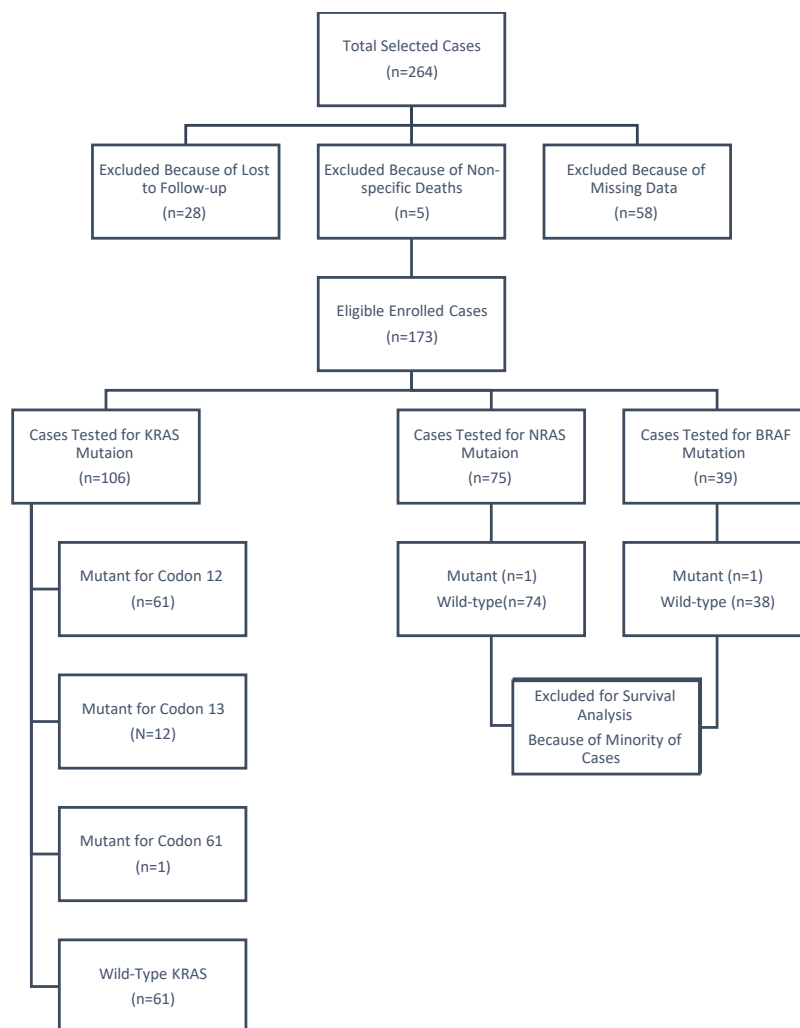 Total Selected Cases
(n=264)
Excluded Because of Lost
to Follow-up
(n=28)
Excluded Because of Non-
specific Deaths
(n=5)
Excluded Because of
Missing Data
(n=58)
Eligible Enrolled Cases
(n=173)
Cases Tested for KRAS
Mutaion
(n=106)
Cases Tested for NRAS
Mutaion
(n=75)
Cases Tested for BRAF
Mutation
(n=39)
Mutant for Codon 12
(n=61)
Mutant (n=1)
Wild-type(n=74)
Mutant (n=1)
Wild-type (n=38)
Mutant for Codon 13
(N=12)
Excluded for Survival
Analysis
Because of Minority of
Cases
Mutant for Codon 61
(n=1)
Wild-Type KRAS
(n=61)